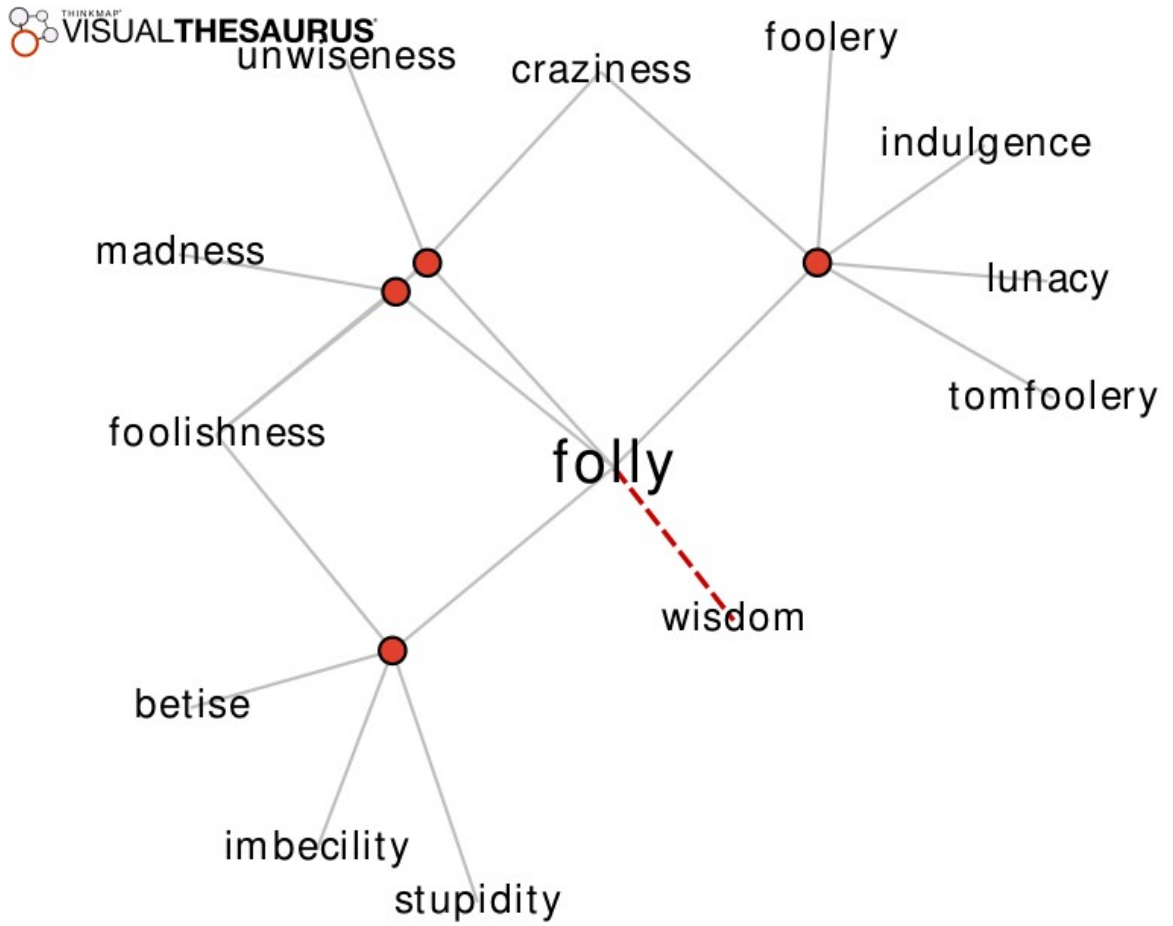 THINKMAP®
VISUALTHESAURUS®
unwiseness
craziness
foolery
indulgence
madness
lunacy
tomfoolery
foolishness
folly
wisdom
betise
imbecility
stupidity